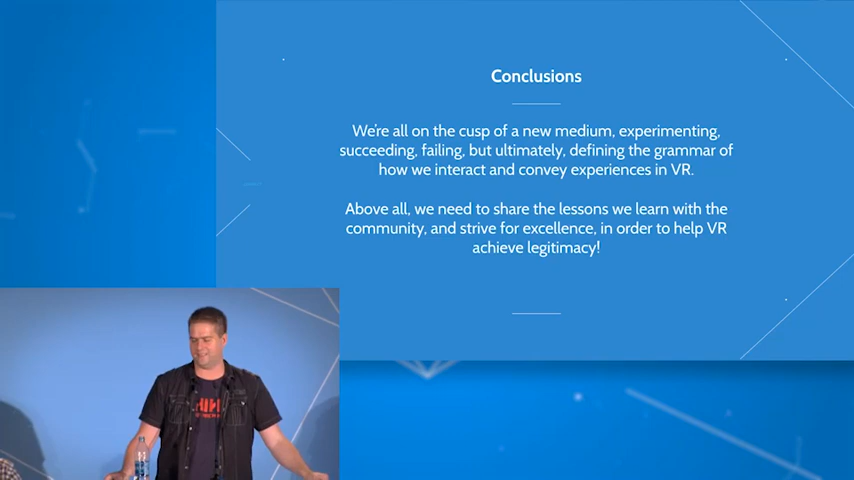 Conclusions
We're all on the cusp of a new medium, experimenting,
succeeding, failing, but ultimately, defining the grammar of
how we interact and convey experiences in VR.
Above all, we need to share the lessons we learn with the
community, and strive for excellence, in order to help VR
achieve legitimacy!